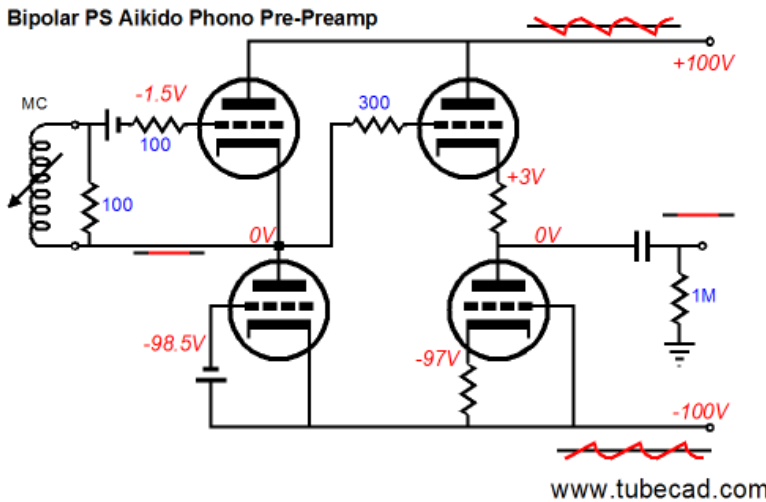 Bipolar PS Aikido Phono Pre-Preamp
+100V
-1.5V
MC
300
100
+3V
100
0V
0V
1M
-98.5V
-97V
-100V
www.tubecad.com